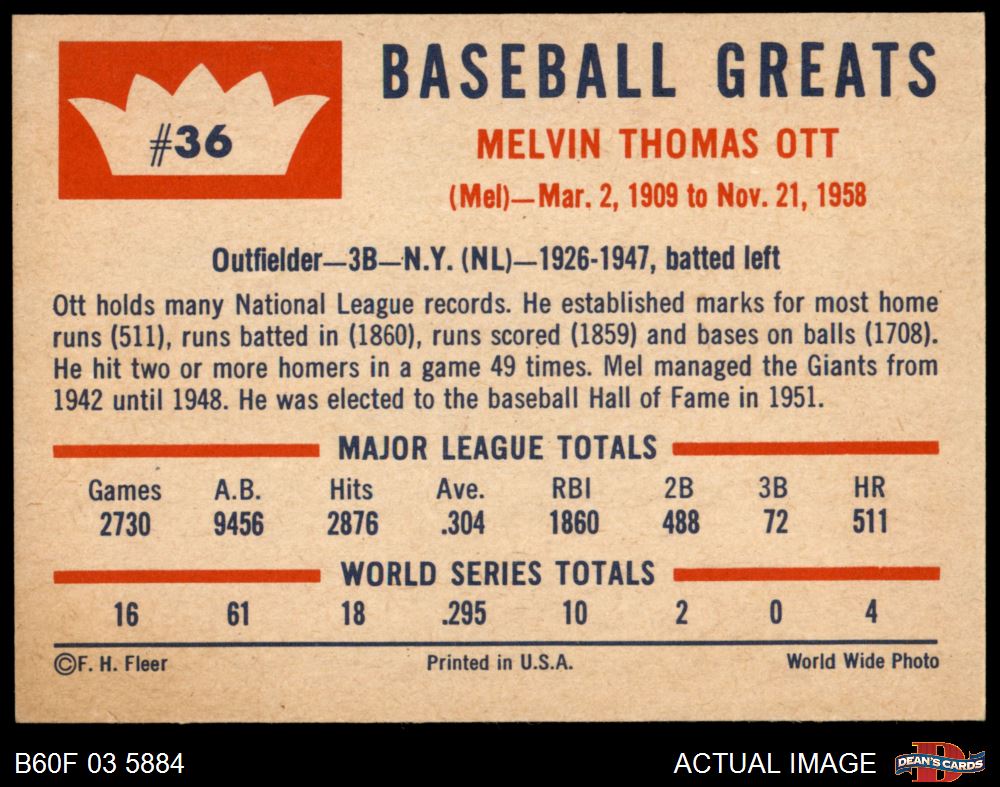 #36
BASEBALL GREATS
MELVIN THOMAS OTT
(Mel)—Mar. 2, 1909 to Nov. 21, 1958
Outfielder—3B—N.Y. (NL)—1926-1947, batted left
Ott holds many National League records. He established marks for most home
runs (511), runs batted in (1860), runs scored (1859) and bases on balls (1708).
He hit two or more homers in a game 49 times. Mel managed the Giants from
1942 until 1948. He was elected to the baseball Hall of Fame in 1951.
MAJOR LEAGUE TOTALS
Games A.B. Hits Ave. RBI 2B 3B HR
2730 9456 2876 .304 1860 488 72 511
WORLD SERIES TOTALS
16 61 18 .295 10 2 0 4
©F. H. Fleer Printed in U.S.A. World Wide Photo
B60F 03 5884 ACTUAL IMAGE D DEAN'S CARDS